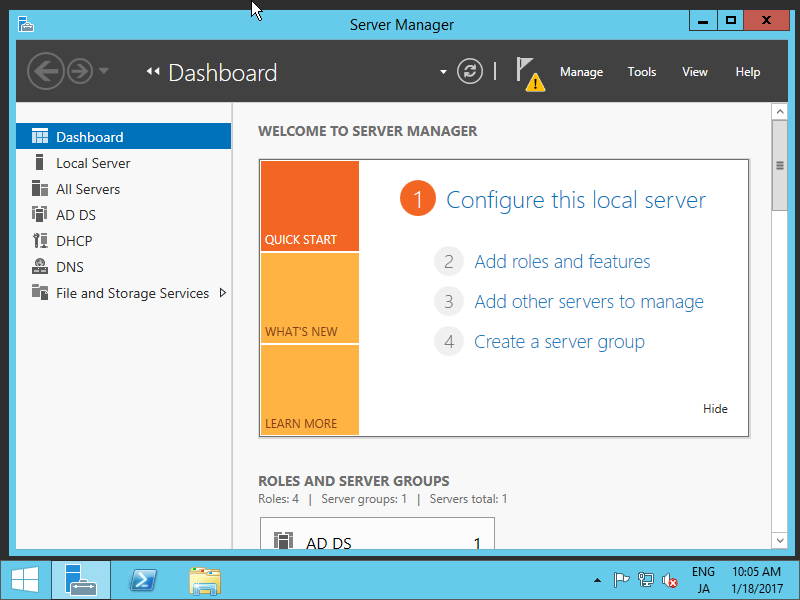 Server Manager
Dashboard
Manage Tools View Help
Dashboard
Local Server
All Servers
AD DS
DHCP
DNS
File and Storage Services
WELCOME TO SERVER MANAGER
QUICK START
WHAT'S NEW
LEARN MORE
1 Configure this local server
2 Add roles and features
3 Add other servers to manage
4 Create a server group
Hide
ROLES AND SERVER GROUPS
Roles: 4 | Server groups: 1 | Servers total: 1
AD DS 1
ENG 10:05 AM
JA 1/18/2017